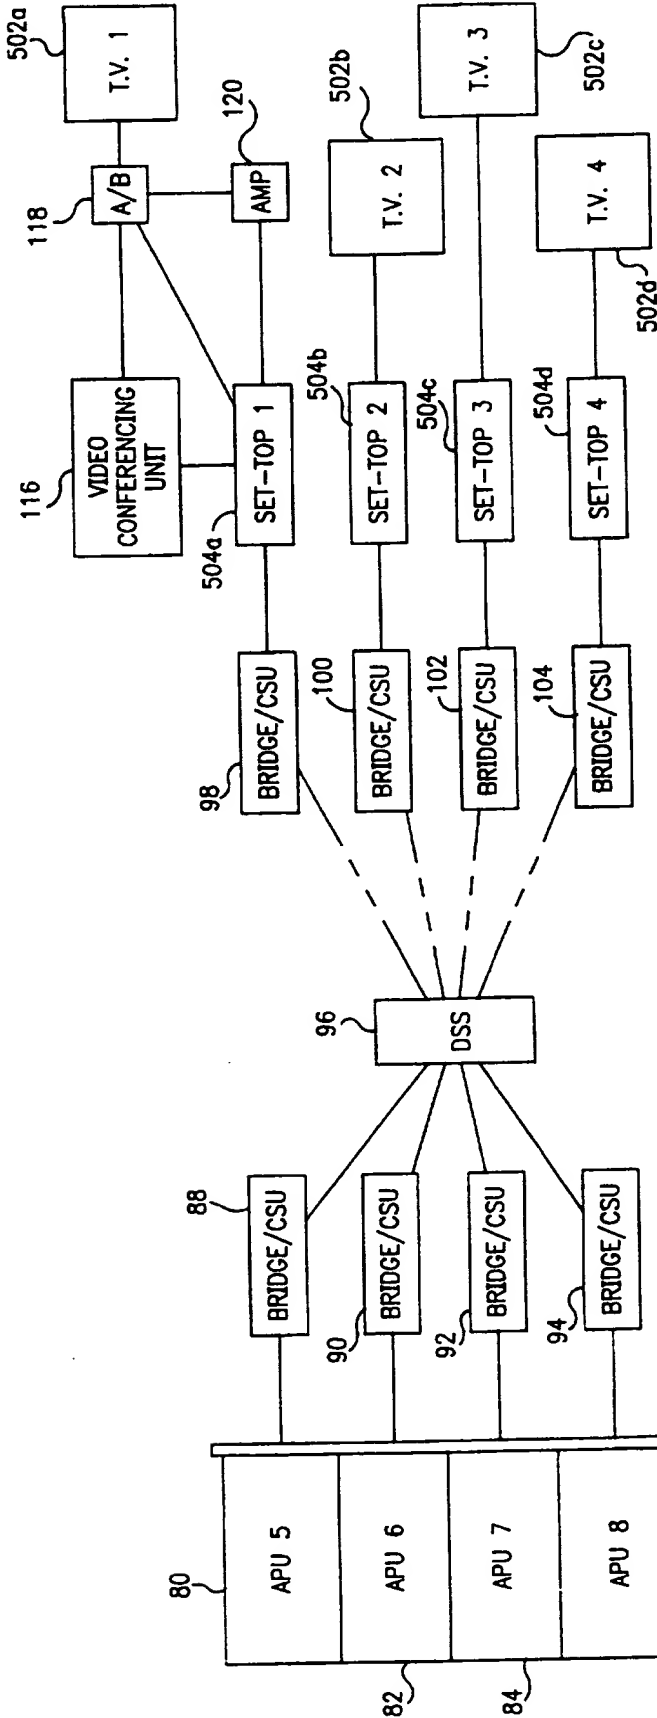 80
APU 5
82
APU 6
84
APU 7
APU 8
88
BRIDGE/CSU
90
BRIDGE/CSU
92
BRIDGE/CSU
94
BRIDGE/CSU
96
DSS
98
BRIDGE/CSU
100
BRIDGE/CSU
102
BRIDGE/CSU
104
BRIDGE/CSU
116
VIDEO
CONFERENCING
UNIT
504a
SET-TOP 1
504b
SET-TOP 2
504c
SET-TOP 3
504d
SET-TOP 4
118
A/B
120
AMP
502a
T.V. 1
502b
T.V. 2
502c
T.V. 3
502d
T.V. 4